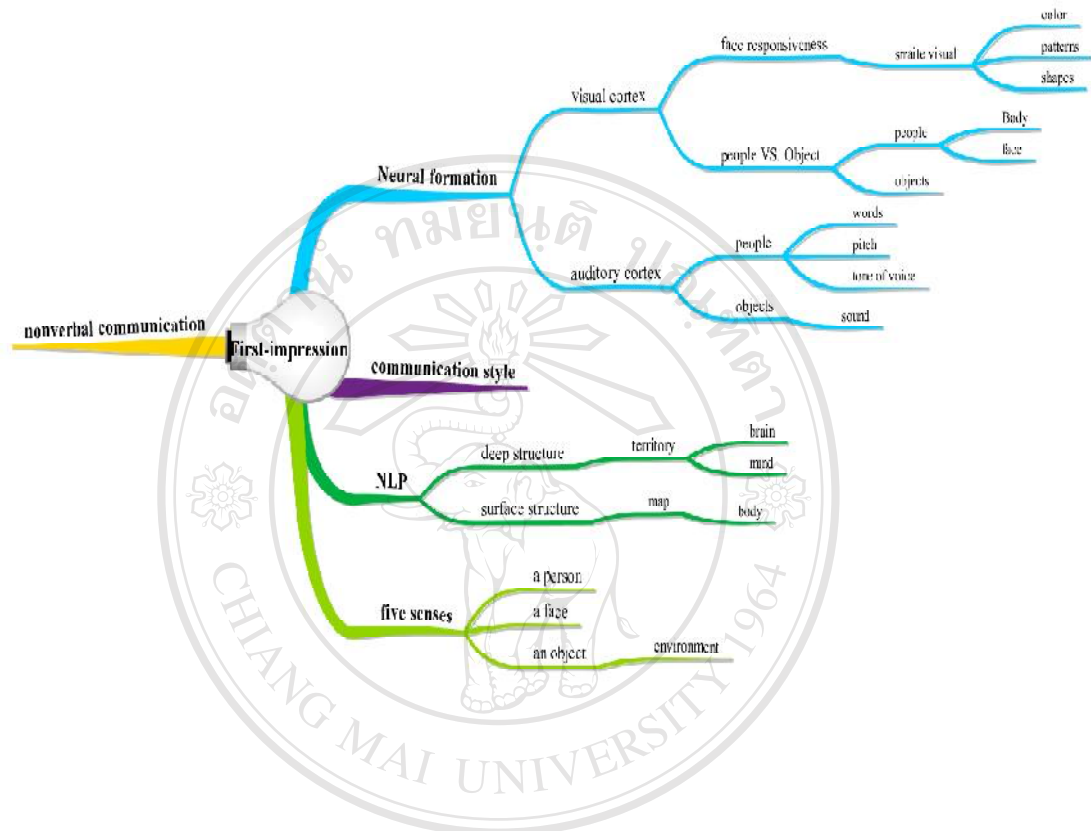 color
face responsiveness
patterns
straite visual
shapes
visual cortex
Body
people
face
people VS. Object
Neural formation
objects
words
people
pitch
auditory cortex
tone of voice
objects
sound
nonverbal communication
First-impression
communication style
brain
territory
deep structure
mind
NLP
map
surface structure
body
a person
a face
five senses
an object
environment
CHIANG MAI UNIVERSITY 1964